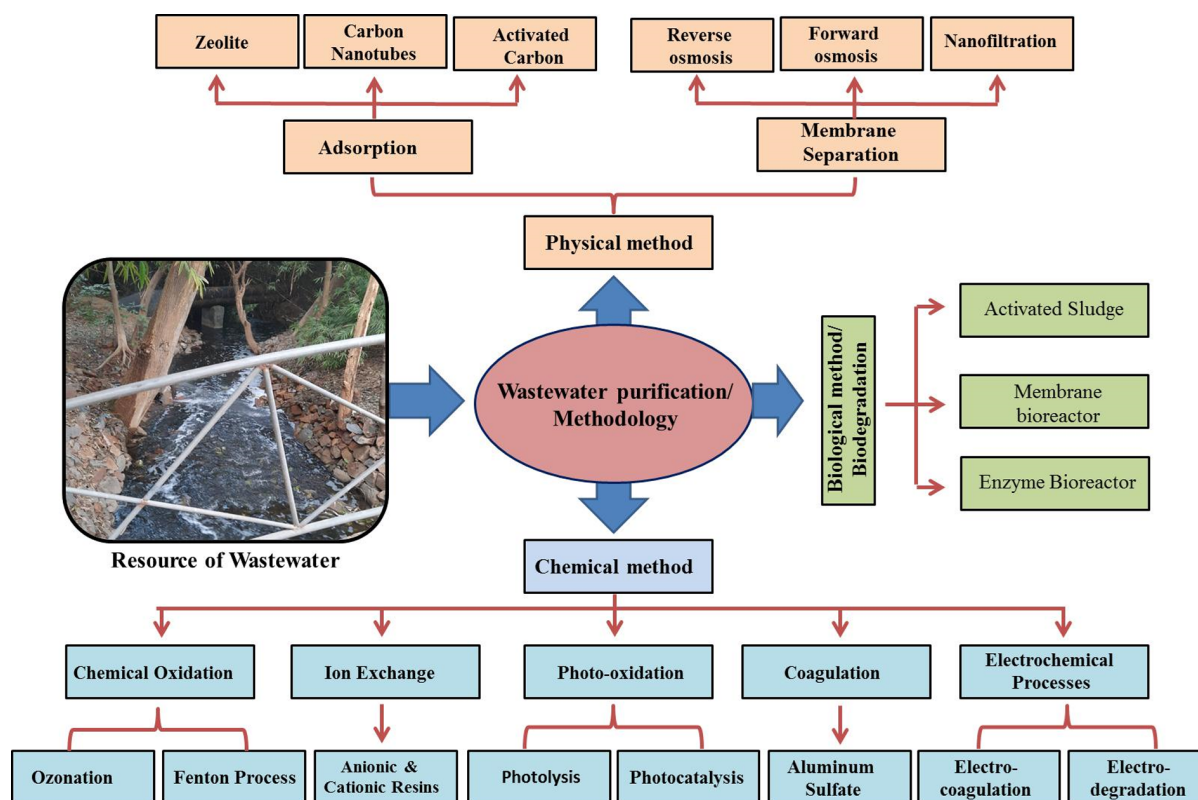 Zeolite
Carbon
Nanotubes
Activated
Carbon
Reverse
osmosis
Forward
osmosis
Nanofiltration
Adsorption
Membrane
Separation
Physical method
Wastewater purification/
Methodology
Biological method/
Biodegradation
Activated Sludge
Membrane
bioreactor
Enzyme Bioreactor
Resource of Wastewater
Chemical method
Chemical Oxidation
Ion Exchange
Photo-oxidation
Coagulation
Electrochemical
Processes
Ozonation
Fenton Process
Anionic &
Cationic Resins
Photolysis
Photocatalysis
Aluminum
Sulfate
Electro-
coagulation
Electro-
degradation